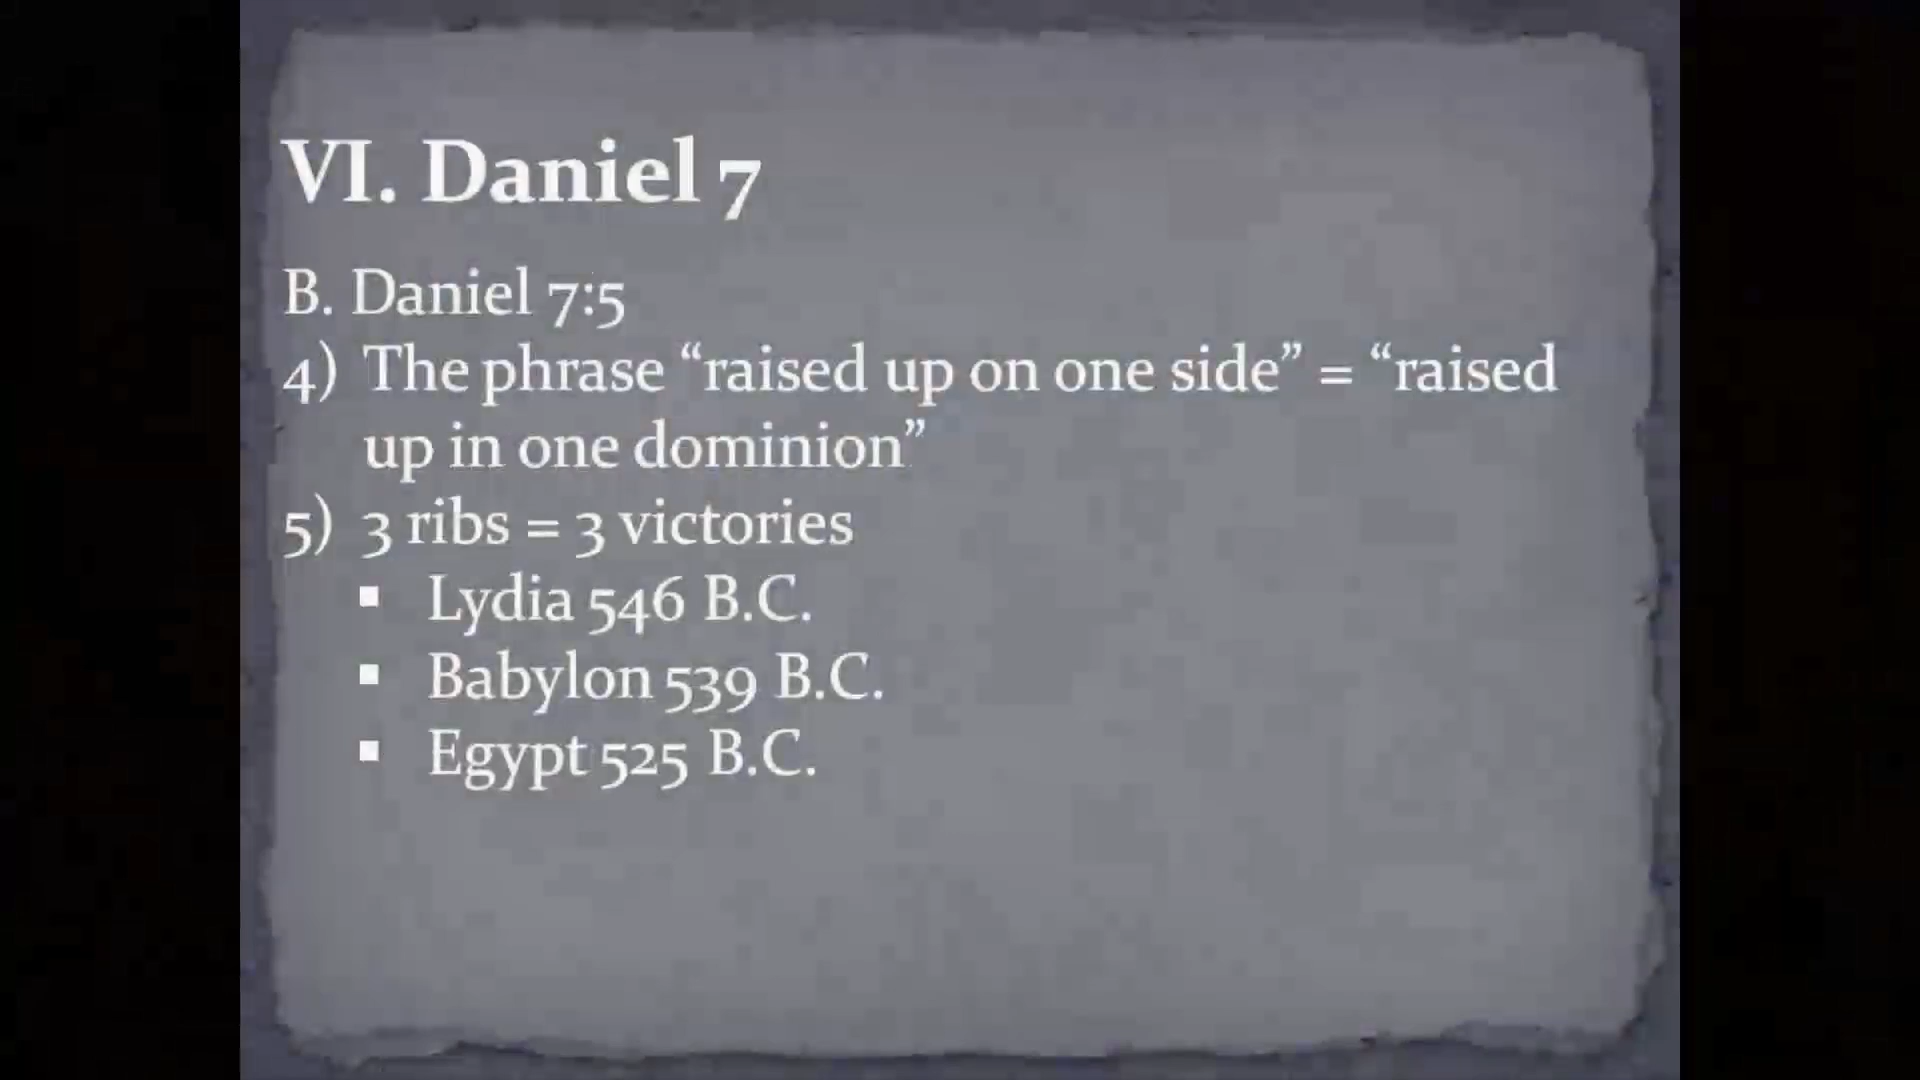 VI. Daniel 7
B. Daniel 7:5
4) The phrase “raised up on one side” = “raised
up in one dominion”
5) 3 ribs = 3 victories
▪ Lydia 546 B.C.
▪ Babylon 539 B.C.
▪ Egypt 525 B.C.